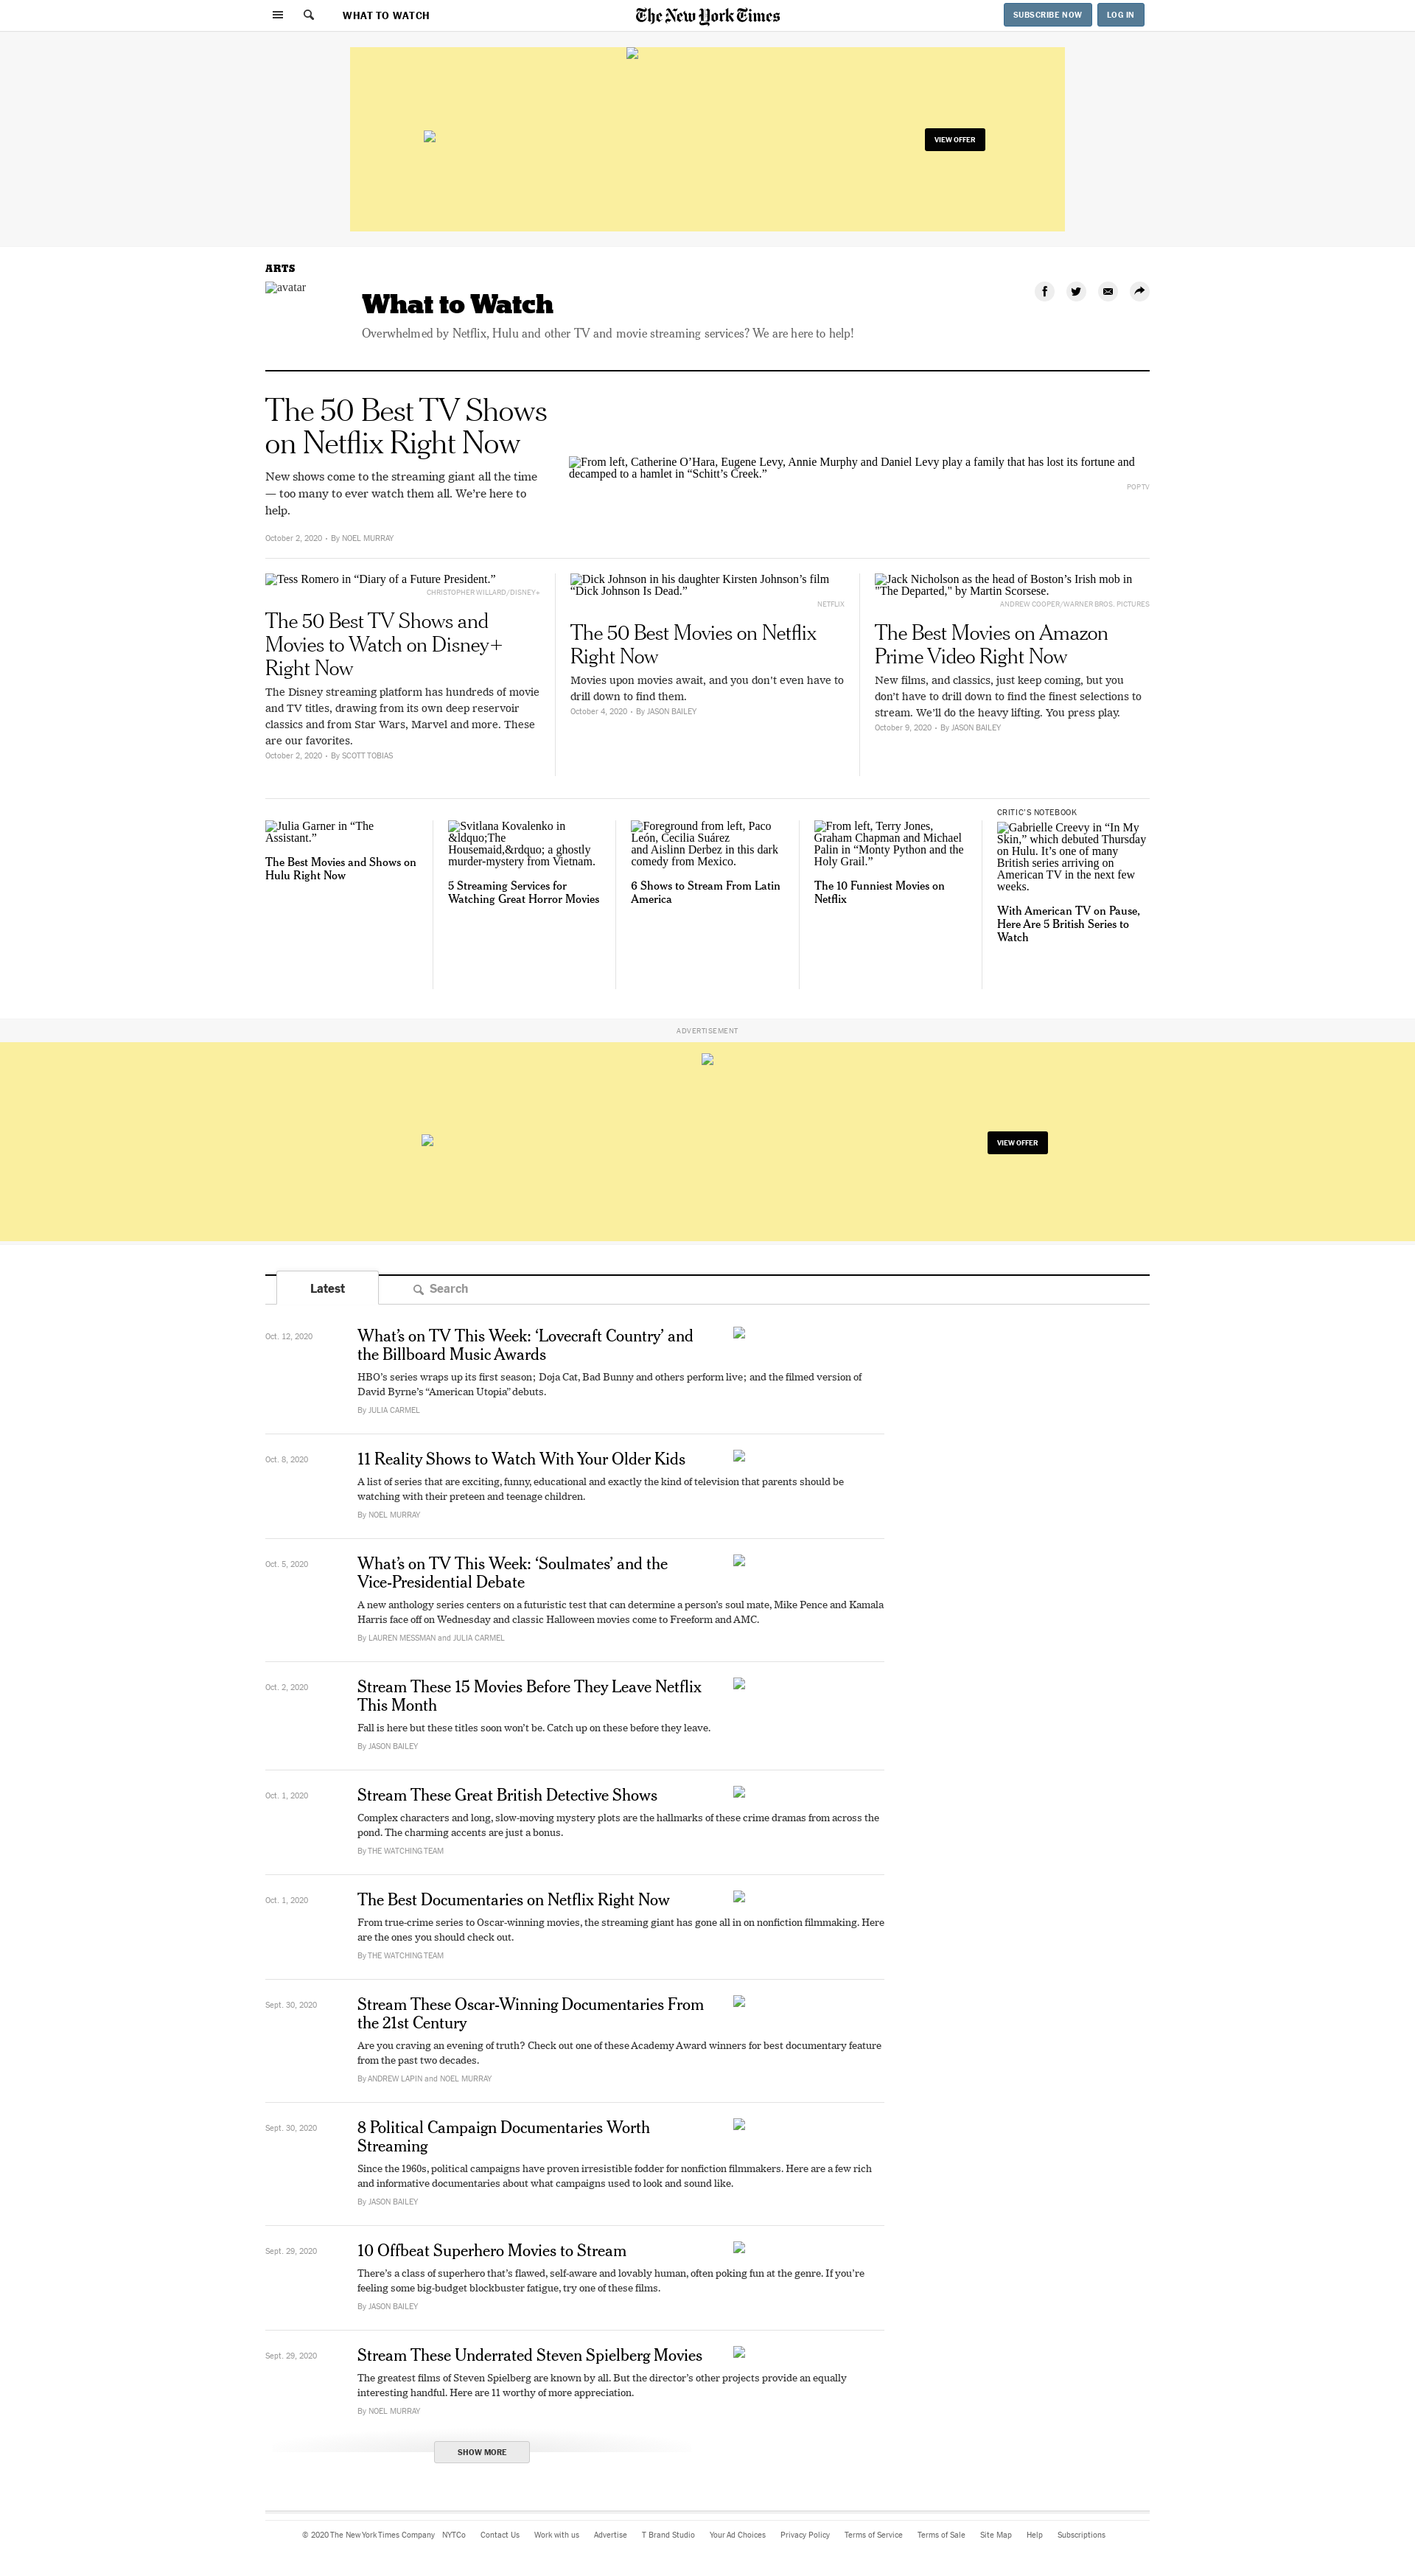 WHAT TO WATCH
The New York Times
SUBSCRIBE NOW
LOG IN
VIEW OFFER
ARTS
avatar
What to Watch
Overwhelmed by Netflix, Hulu and other TV and movie streaming services? We are here to help!
The 50 Best TV Shows
on Netflix Right Now
New shows come to the streaming giant all the time
— too many to ever watch them all. We’re here to
help.
October 2, 2020 • By NOEL MURRAY
From left, Catherine O’Hara, Eugene Levy, Annie Murphy and Daniel Levy play a family that has lost its fortune and
decamped to a hamlet in “Schitt’s Creek.”
POP TV
Tess Romero in “Diary of a Future President.”
CHRISTOPHER WILLARD/DISNEY+
The 50 Best TV Shows and
Movies to Watch on Disney+
Right Now
The Disney streaming platform has hundreds of movie
and TV titles, drawing from its own deep reservoir
classics and from Star Wars, Marvel and more. These
are our favorites.
October 2, 2020 • By SCOTT TOBIAS
Dick Johnson in his daughter Kirsten Johnson’s film
“Dick Johnson Is Dead.”
NETFLIX
The 50 Best Movies on Netflix
Right Now
Movies upon movies await, and you don’t even have to
drill down to find them.
October 4, 2020 • By JASON BAILEY
Jack Nicholson as the head of Boston’s Irish mob in
"The Departed," by Martin Scorsese.
ANDREW COOPER/WARNER BROS. PICTURES
The Best Movies on Amazon
Prime Video Right Now
New films, and classics, just keep coming, but you
don’t have to drill down to find the finest selections to
stream. We’ll do the heavy lifting. You press play.
October 9, 2020 • By JASON BAILEY
Julia Garner in “The
Assistant.”
The Best Movies and Shows on
Hulu Right Now
Svitlana Kovalenko in
&ldquo;The
Housemaid,&rdquo; a ghostly
murder-mystery from Vietnam.
5 Streaming Services for
Watching Great Horror Movies
Foreground from left, Paco
León, Cecilia Suárez
and Aislinn Derbez in this dark
comedy from Mexico.
6 Shows to Stream From Latin
America
From left, Terry Jones,
Graham Chapman and Michael
Palin in “Monty Python and the
Holy Grail.”
The 10 Funniest Movies on
Netflix
CRITIC’S NOTEBOOK
Gabrielle Creevy in “In My
Skin,” which debuted Thursday
on Hulu. It’s one of many
British series arriving on
American TV in the next few
weeks.
With American TV on Pause,
Here Are 5 British Series to
Watch
ADVERTISEMENT
VIEW OFFER
Latest
Search
Oct. 12, 2020
What’s on TV This Week: ‘Lovecraft Country’ and
the Billboard Music Awards
HBO’s series wraps up its first season; Doja Cat, Bad Bunny and others perform live; and the filmed version of
David Byrne’s “American Utopia” debuts.
By JULIA CARMEL
Oct. 8, 2020
11 Reality Shows to Watch With Your Older Kids
A list of series that are exciting, funny, educational and exactly the kind of television that parents should be
watching with their preteen and teenage children.
By NOEL MURRAY
Oct. 5, 2020
What’s on TV This Week: ‘Soulmates’ and the
Vice-Presidential Debate
A new anthology series centers on a futuristic test that can determine a person’s soul mate, Mike Pence and Kamala
Harris face off on Wednesday and classic Halloween movies come to Freeform and AMC.
By LAUREN MESSMAN and JULIA CARMEL
Oct. 2, 2020
Stream These 15 Movies Before They Leave Netflix
This Month
Fall is here but these titles soon won’t be. Catch up on these before they leave.
By JASON BAILEY
Oct. 1, 2020
Stream These Great British Detective Shows
Complex characters and long, slow-moving mystery plots are the hallmarks of these crime dramas from across the
pond. The charming accents are just a bonus.
By THE WATCHING TEAM
Oct. 1, 2020
The Best Documentaries on Netflix Right Now
From true-crime series to Oscar-winning movies, the streaming giant has gone all in on nonfiction filmmaking. Here
are the ones you should check out.
By THE WATCHING TEAM
Sept. 30, 2020
Stream These Oscar-Winning Documentaries From
the 21st Century
Are you craving an evening of truth? Check out one of these Academy Award winners for best documentary feature
from the past two decades.
By ANDREW LAPIN and NOEL MURRAY
Sept. 30, 2020
8 Political Campaign Documentaries Worth
Streaming
Since the 1960s, political campaigns have proven irresistible fodder for nonfiction filmmakers. Here are a few rich
and informative documentaries about what campaigns used to look and sound like.
By JASON BAILEY
Sept. 29, 2020
10 Offbeat Superhero Movies to Stream
There’s a class of superhero that’s flawed, self-aware and lovably human, often poking fun at the genre. If you’re
feeling some big-budget blockbuster fatigue, try one of these films.
By JASON BAILEY
Sept. 29, 2020
Stream These Underrated Steven Spielberg Movies
The greatest films of Steven Spielberg are known by all. But the director’s other projects provide an equally
interesting handful. Here are 11 worthy of more appreciation.
By NOEL MURRAY
SHOW MORE
© 2020 The New York Times Company NYTCo Contact Us Work with us Advertise T Brand Studio Your Ad Choices Privacy Policy Terms of Service Terms of Sale Site Map Help Subscriptions